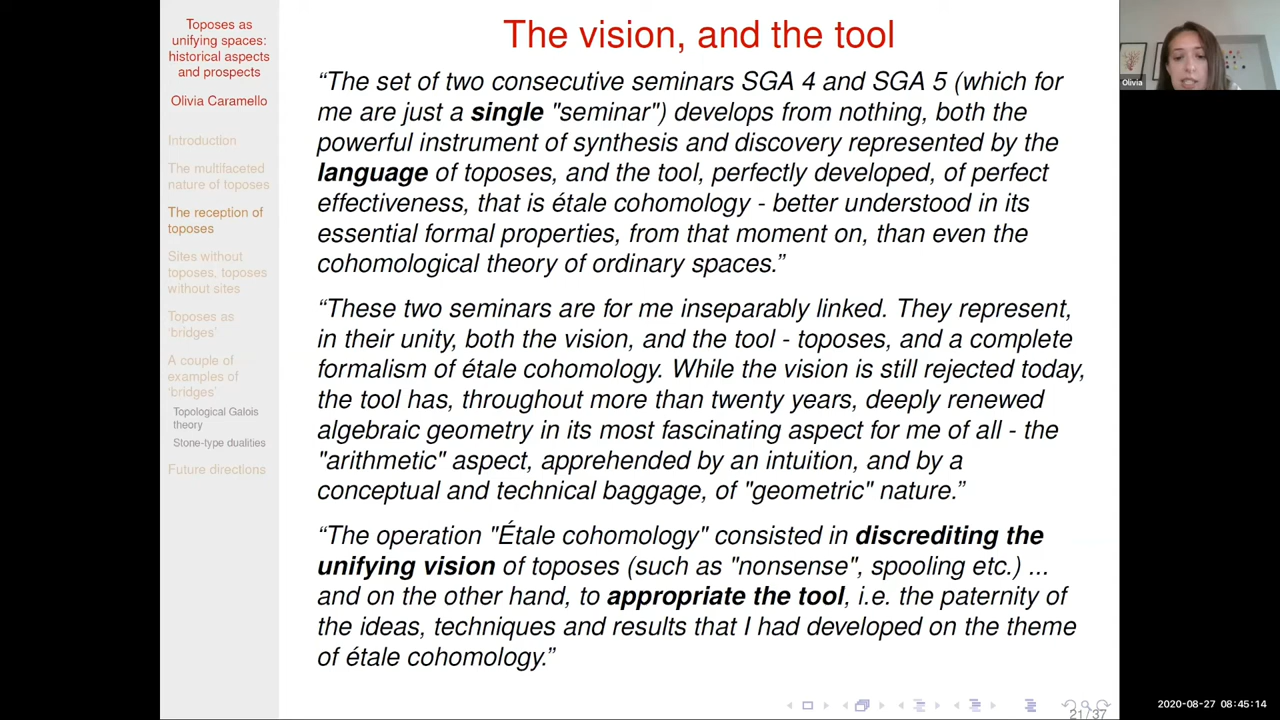 Toposes as
unifying spaces:
historical aspects
and prospects
Olivia Caramello
Introduction
The multifaceted
nature of toposes
The reception of
toposes
Sites without
toposes, toposes
without sites
Toposes as
‘bridges’
A couple of
examples of
‘bridges’
Topological Galois
theory
Stone-type dualities
Future directions
The vision, and the tool
“The set of two consecutive seminars SGA 4 and SGA 5 (which for
me are just a single "seminar") develops from nothing, both the
powerful instrument of synthesis and discovery represented by the
language of toposes, and the tool, perfectly developed, of perfect
effectiveness, that is étale cohomology - better understood in its
essential formal properties, from that moment on, than even the
cohomological theory of ordinary spaces.”
“These two seminars are for me inseparably linked. They represent,
in their unity, both the vision, and the tool - toposes, and a complete
formalism of étale cohomology. While the vision is still rejected today,
the tool has, throughout more than twenty years, deeply renewed
algebraic geometry in its most fascinating aspect for me of all - the
"arithmetic" aspect, apprehended by an intuition, and by a
conceptual and technical baggage, of "geometric" nature.”
“The operation "Étale cohomology" consisted in discrediting the
unifying vision of toposes (such as "nonsense", spooling etc.) ...
and on the other hand, to appropriate the tool, i.e. the paternity of
the ideas, techniques and results that I had developed on the theme
of étale cohomology.”
21/37
Olivia
2020-08-27 08:45:14